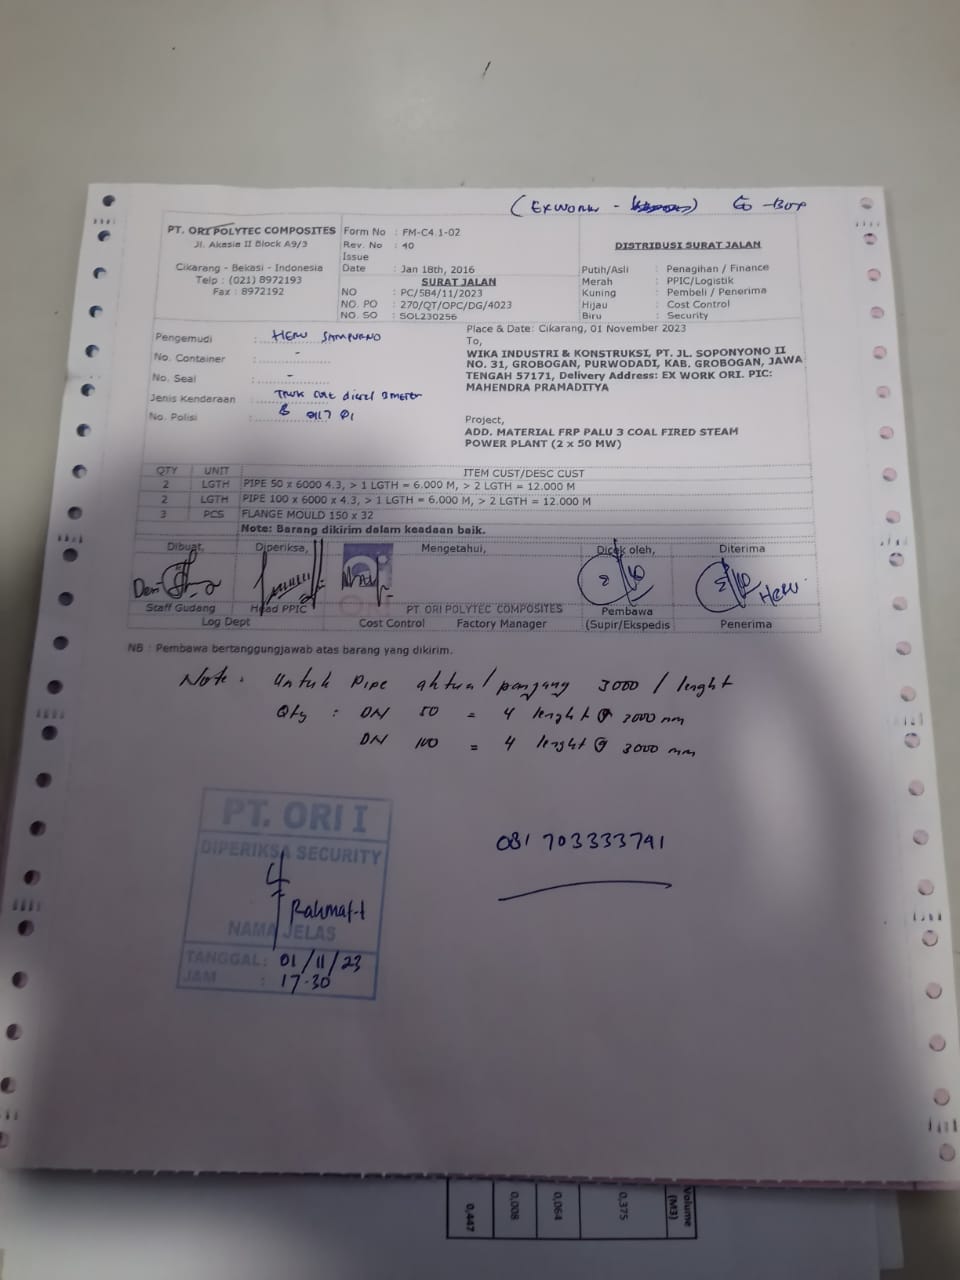 (EXWORK - ) Go - Box
PT. ORI POLYTEC COMPOSITES
Jl. Akasia II Block A9/3
Cikarang - Bekasi - Indonesia
Telp : (021) 8972193
Fax : 8972192
Form No : FM-C4.1-02
Rev. No : 40
Issue
Date : Jan 18th, 2016
SURAT JALAN
NO : PC/SB4/11/2023
NO. PO : 270/QT/OPC/DG/4023
NO. SO : SOL230256
DISTRIBUSI SURAT JALAN
Putih/Asli : Penagihan / Finance
Merah : PPIC/Logistik
Kuning : Pembeli / Penerima
Hijau : Cost Control
Biru : Security
Pengemudi : HERU SAMPURNO
No. Container : -
No. Seal : -
Jenis Kendaraan : Truk Colt diesel
No. Polisi : B
Place & Date: Cikarang, 01 November 2023
To,
WIKA INDUSTRI & KONSTRUKSI, PT. JL. SOPONYONO II
NO. 31, GROBOGAN, PURWODADI, KAB. GROBOGAN, JAWA
TENGAH 57171, Delivery Address: EX WORK ORI. PIC:
MAHENDRA PRAMADITYA
Project,
ADD. MATERIAL FRP PALU 3 COAL FIRED STEAM
POWER PLANT (2 x 50 MW)
QTY UNIT ITEM CUST/DESC CUST
2 LGTH PIPE 50 x 6000 4.3, > 1 LGTH = 6.000 M, > 2 LGTH = 12.000 M
2 LGTH PIPE 100 x 6000 x 4.3, > 1 LGTH = 6.000 M, > 2 LGTH = 12.000 M
3 PCS FLANGE MOULD 150 x 32
Note: Barang dikirim dalam keadaan baik.
Dibuat, Diperiksa, Mengetahui, Dicek oleh, Diterima
Heru
Staff Gudang Head PPIC PT ORI POLYTEC COMPOSITES Pembawa
Log Dept Cost Control Factory Manager (Supir/Ekspedis Penerima
NB : Pembawa bertanggungjawab atas barang yang dikirim.
Note : Untuk Pipe aktual panjang 3000 / lenght
Qty : DN 50 = 4 lenght @ 3000 mm
DN 100 = 4 lenght @ 3000 mm
PT. ORI I
DIPERIKSA SECURITY
Rahmat
NAMA JELAS
TANGGAL: 01/11/23
JAM : 17.30
081 703333741
Volume
(M3)
0,375
0,064
0,008
0,447